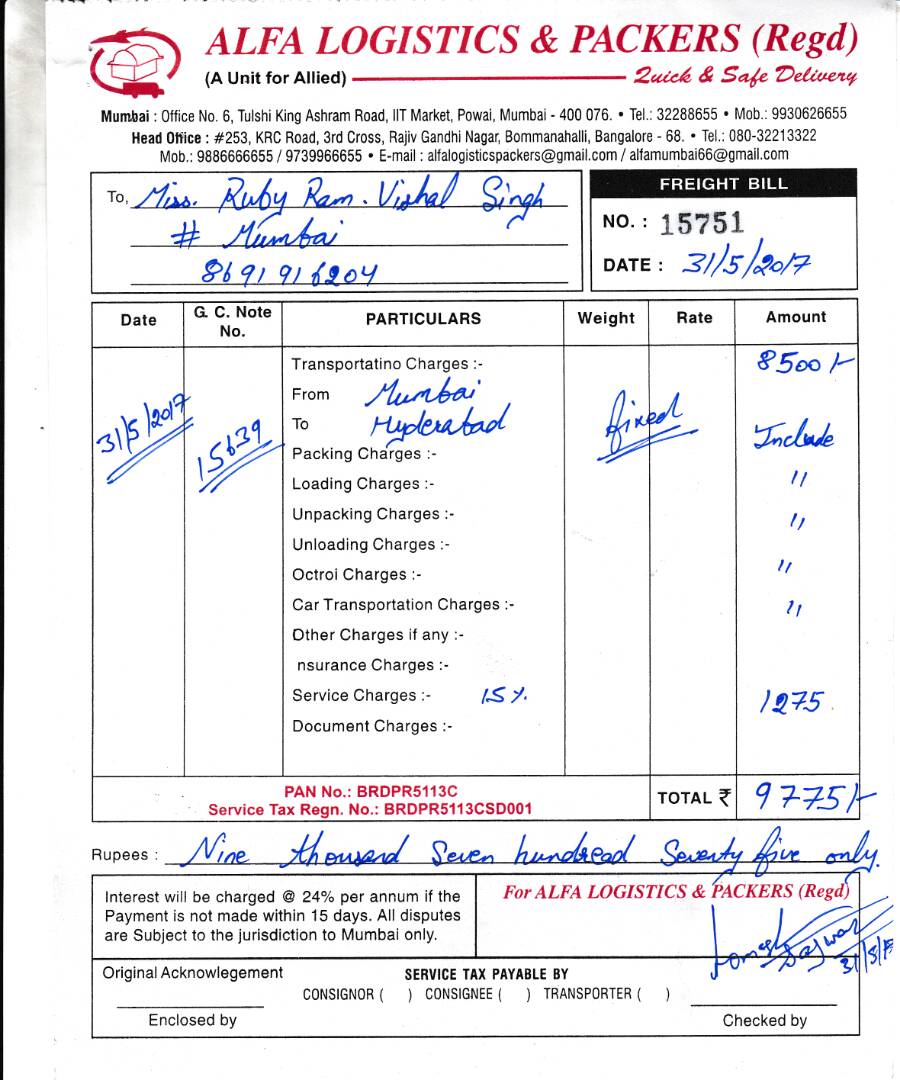 ALFA LOGISTICS & PACKERS (Regd)
(A Unit for Allied) Quick & Safe Delivery
Mumbai : Office No. 6, Tulshi King Ashram Road, IIT Market, Powai, Mumbai - 400 076. • Tel.: 32288655 • Mob.: 9930626655
Head Office : #253, KRC Road, 3rd Cross, Rajiv Gandhi Nagar, Bommanahalli, Bangalore - 68. • Tel.: 080-32213322
Mob.: 9886666655 / 9739966655 • E-mail : alfalogisticspackers@gmail.com / alfamumbai66@gmail.com
To, Miss. Ruby Ram. Vishal Singh
# Mumbai
8691916204
FREIGHT BILL
NO. : 15751
DATE : 31/5/2017
Date G. C. Note No. PARTICULARS Weight Rate Amount
Transportatino Charges :- 8500/-
From Mumbai
31/5/2017 15639 To Hyderabad fixed Include
Packing Charges :-
Loading Charges :- "
Unpacking Charges :- "
Unloading Charges :-
Octroi Charges :- "
Car Transportation Charges :- "
Other Charges if any :-
nsurance Charges :-
Service Charges :- 15 %. 1275
Document Charges :-
PAN No.: BRDPR5113C
Service Tax Regn. No.: BRDPR5113CSD001
TOTAL ₹ 9775/-
Rupees : Nine thousand Seven hundread Seventy five only.
Interest will be charged @ 24% per annum if the
Payment is not made within 15 days. All disputes
are Subject to the jurisdiction to Mumbai only.
For ALFA LOGISTICS & PACKERS (Regd)
Original Acknowlegement
SERVICE TAX PAYABLE BY
CONSIGNOR ( ) CONSIGNEE ( ) TRANSPORTER ( )
Enclosed by
Checked by